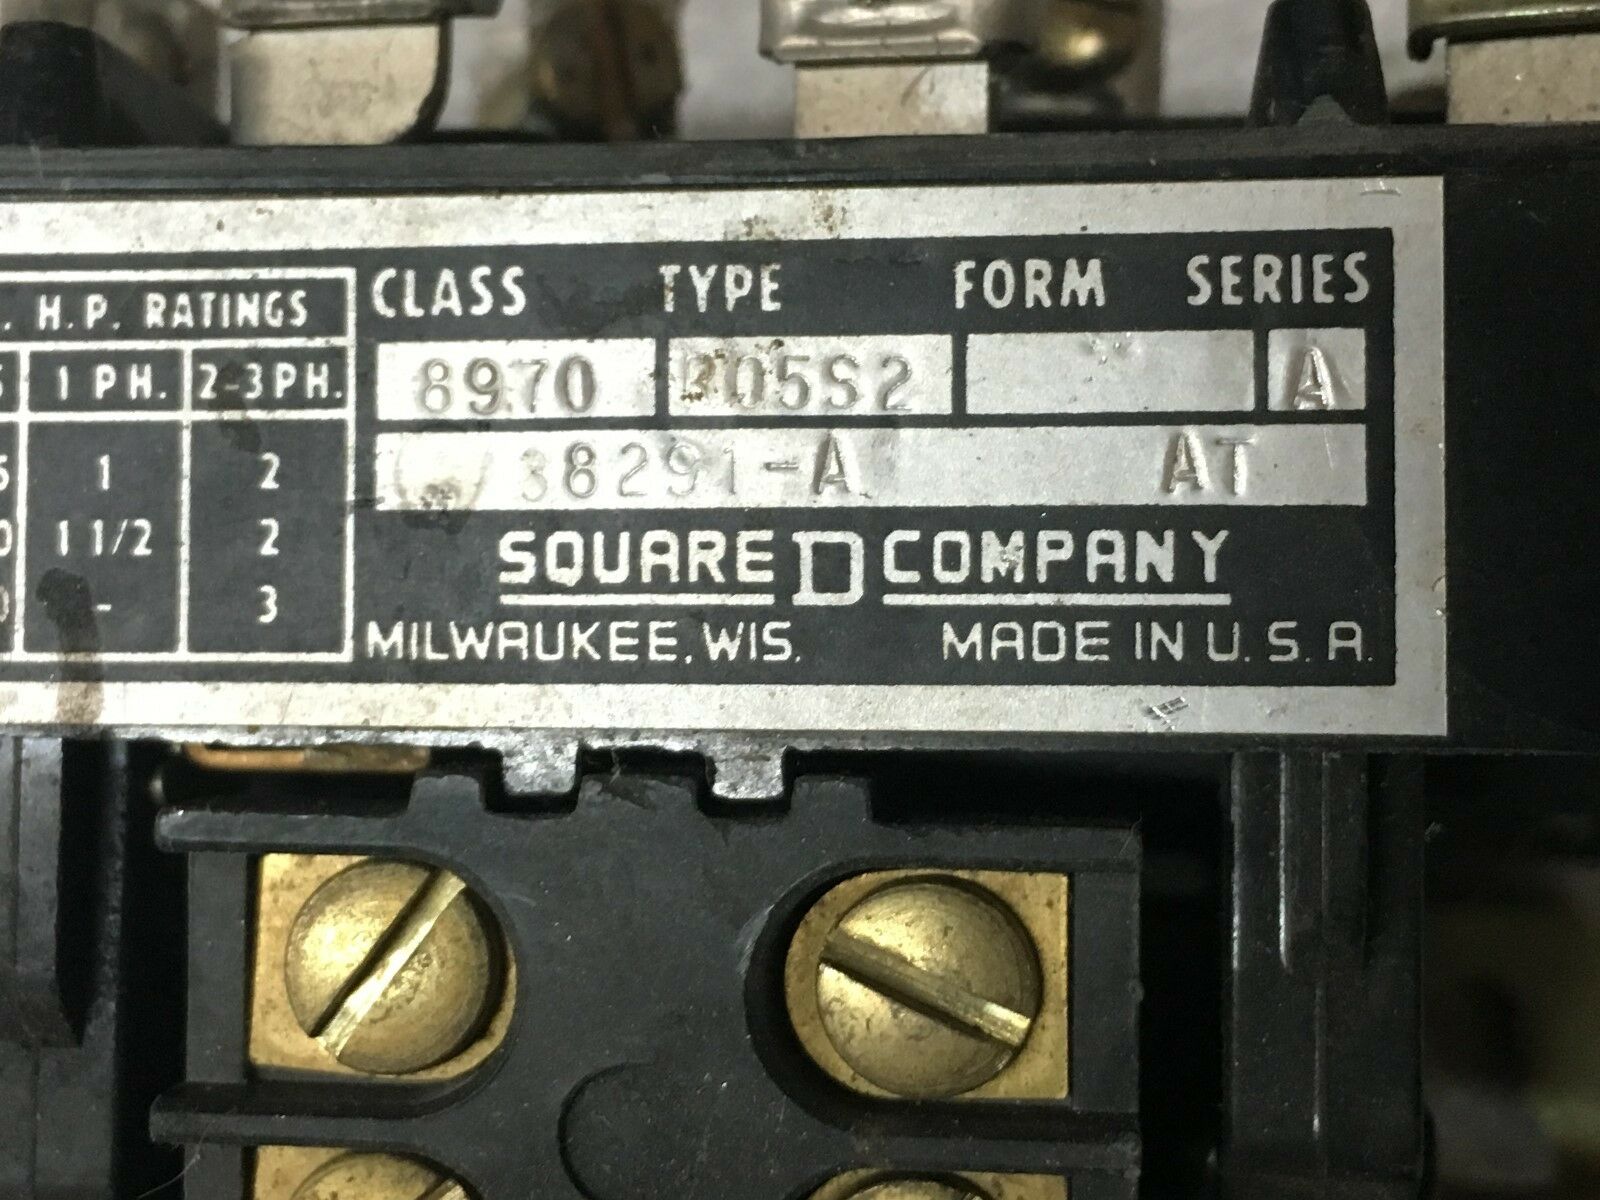 H.P. RATINGS
1 PH. 2-3PH.
1 2
1 1/2 2
- 3
CLASS TYPE FORM SERIES
8970 A
38291-A AT
SQUARE D COMPANY
MILWAUKEE, WIS. MADE IN U.S.A.